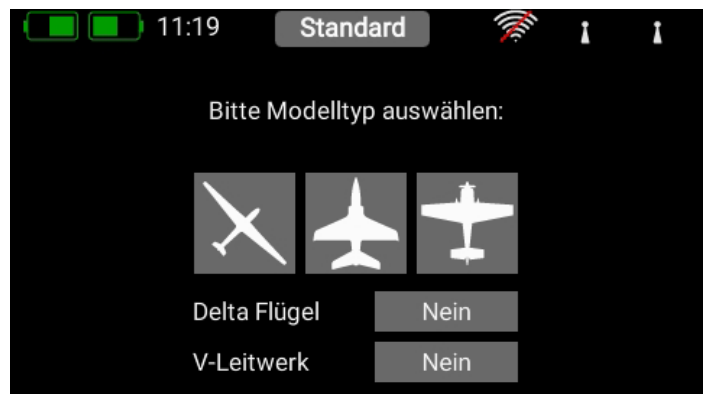 11:19 Standard
Bitte Modelltyp auswählen:
Delta Flügel Nein
V-Leitwerk Nein